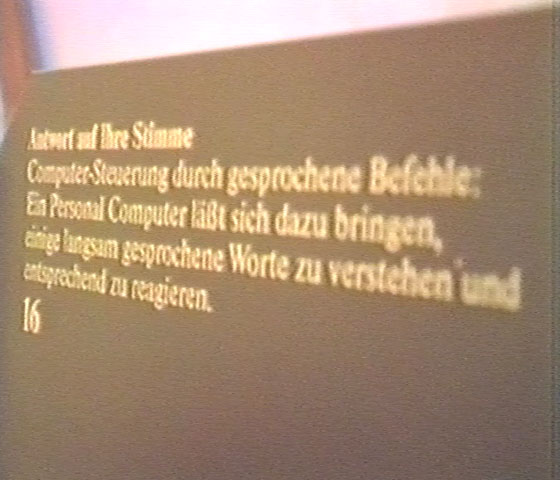 Antwort auf Ihre Stimme
Computer-Steuerung durch gesprochene Befehle:
Ein Personal Computer läßt sich dazu bringen,
einige langsam gesprochene Worte zu verstehen und
entsprechend zu reagieren.
16